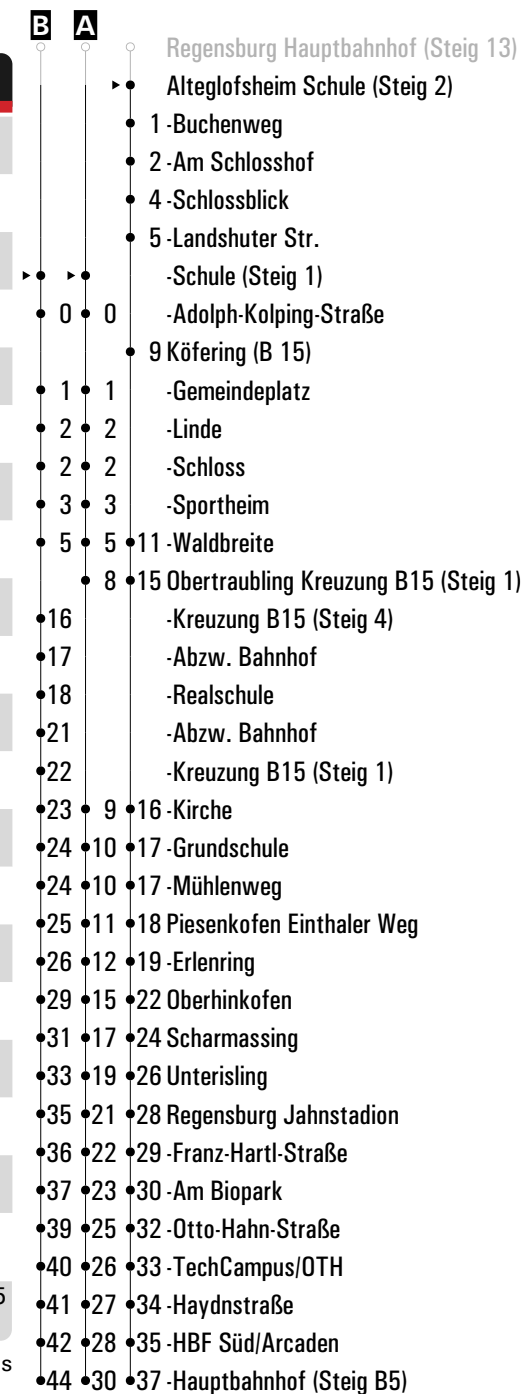 B A
Regensburg Hauptbahnhof (Steig 13)
Alteglofsheim Schule (Steig 2)
1 -Buchenweg
2 -Am Schlosshof
4 -Schlossblick
5 -Landshuter Str.
-Schule (Steig 1)
0 0 -Adolph-Kolping-Straße
9 Köfering (B 15)
1 1 -Gemeindeplatz
2 2 -Linde
2 2 -Schloss
3 3 -Sportheim
5 5 11 -Waldbreite
8 15 Obertraubling Kreuzung B15 (Steig 1)
16 -Kreuzung B15 (Steig 4)
17 -Abzw. Bahnhof
18 -Realschule
21 -Abzw. Bahnhof
22 -Kreuzung B15 (Steig 1)
23 9 16 -Kirche
24 10 17 -Grundschule
24 10 17 -Mühlenweg
25 11 18 Piesenkofen Einthaler Weg
26 12 19 -Erlenring
29 15 22 Oberhinkofen
31 17 24 Scharmassing
33 19 26 Unterisling
35 21 28 Regensburg Jahnstadion
36 22 29 -Franz-Hartl-Straße
37 23 30 -Am Biopark
39 25 32 -Otto-Hahn-Straße
40 26 33 -TechCampus/OTH
41 27 34 -Haydnstraße
42 28 35 -HBF Süd/Arcaden
44 30 37 -Hauptbahnhof (Steig B5)